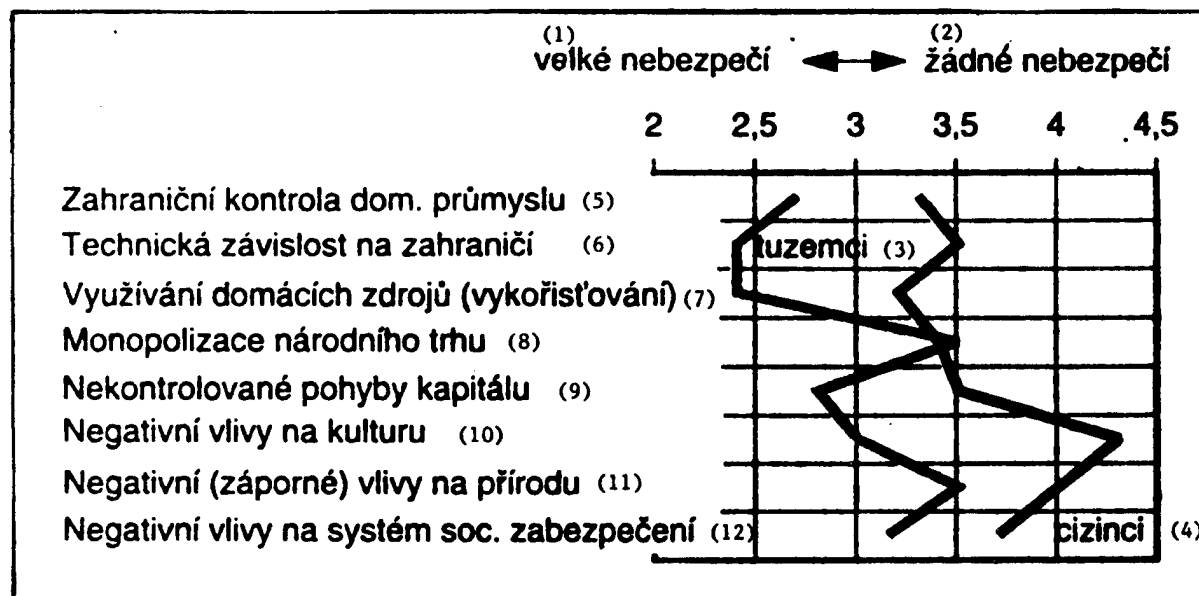 (1) (2)
velké nebezpečí žádné nebezpečí
2 2,5 3 3,5 4 4,5
Zahraniční kontrola dom. průmyslu (5)
Technická závislost na zahraničí (6) tuzemci (3)
Využívání domácích zdrojů (vykořisťování) (7)
Monopolizace národního trhu (8)
Nekontrolované pohyby kapitálu (9)
Negativní vlivy na kulturu (10)
Negativní (záporné) vlivy na přírodu (11)
Negativní vlivy na systém soc. zabezpečení (12) cizinci (4)